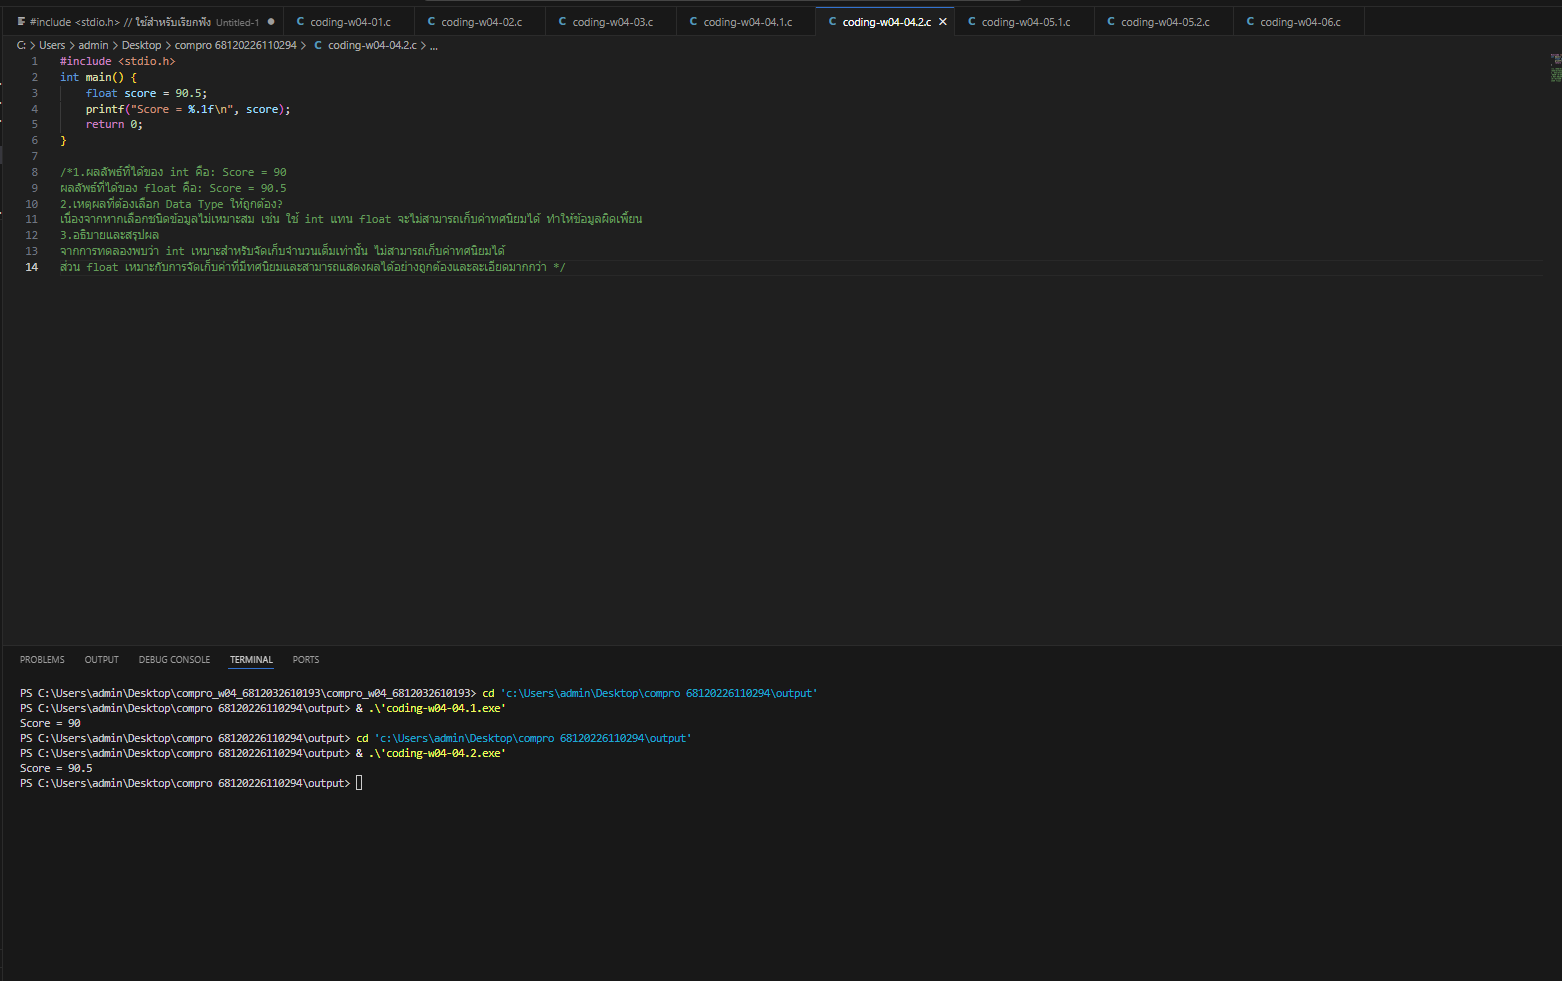 #include <stdio.h> // ใช้สำหรับเรียกฟัง Untitled-1
C coding-w04-01.c
C coding-w04-02.c
C coding-w04-03.c
C coding-w04-04.1.c
C coding-w04-04.2.c
C coding-w04-05.1.c
C coding-w04-05.2.c
C coding-w04-06.c
C: > Users > admin > Desktop > compro 68120226110294 > C coding-w04-04.2.c > ...
1 #include <stdio.h>
2 int main() {
3 float score = 90.5;
4 printf("Score = %.1f\n", score);
5 return 0;
6 }
7
8 /*1.ผลลัพธ์ที่ได้ของ int คือ: Score = 90
9 ผลลัพธ์ที่ได้ของ float คือ: Score = 90.5
10 2.เหตุผลที่ต้องเลือก Data Type ให้ถูกต้อง?
11 เนื่องจากหากเลือกชนิดข้อมูลไม่เหมาะสม เช่น ใช้ int แทน float จะไม่สามารถเก็บค่าทศนิยมได้ ทำให้ข้อมูลผิดเพี้ยน
12 3.อธิบายและสรุปผล
13 จากการทดลองพบว่า int เหมาะสำหรับจัดเก็บจำนวนเต็มเท่านั้น ไม่สามารถเก็บค่าทศนิยมได้
14 ส่วน float เหมาะกับการจัดเก็บค่าที่มีทศนิยมและสามารถแสดงผลได้อย่างถูกต้องและละเอียดมากกว่า */
PROBLEMS OUTPUT DEBUG CONSOLE TERMINAL PORTS
PS C:\Users\admin\Desktop\compro_w04_6812032610193\compro_w04_6812032610193> cd 'c:\Users\admin\Desktop\compro 68120226110294\output'
PS C:\Users\admin\Desktop\compro 68120226110294\output> & .\'coding-w04-04.1.exe'
Score = 90
PS C:\Users\admin\Desktop\compro 68120226110294\output> cd 'c:\Users\admin\Desktop\compro 68120226110294\output'
PS C:\Users\admin\Desktop\compro 68120226110294\output> & .\'coding-w04-04.2.exe'
Score = 90.5
PS C:\Users\admin\Desktop\compro 68120226110294\output>